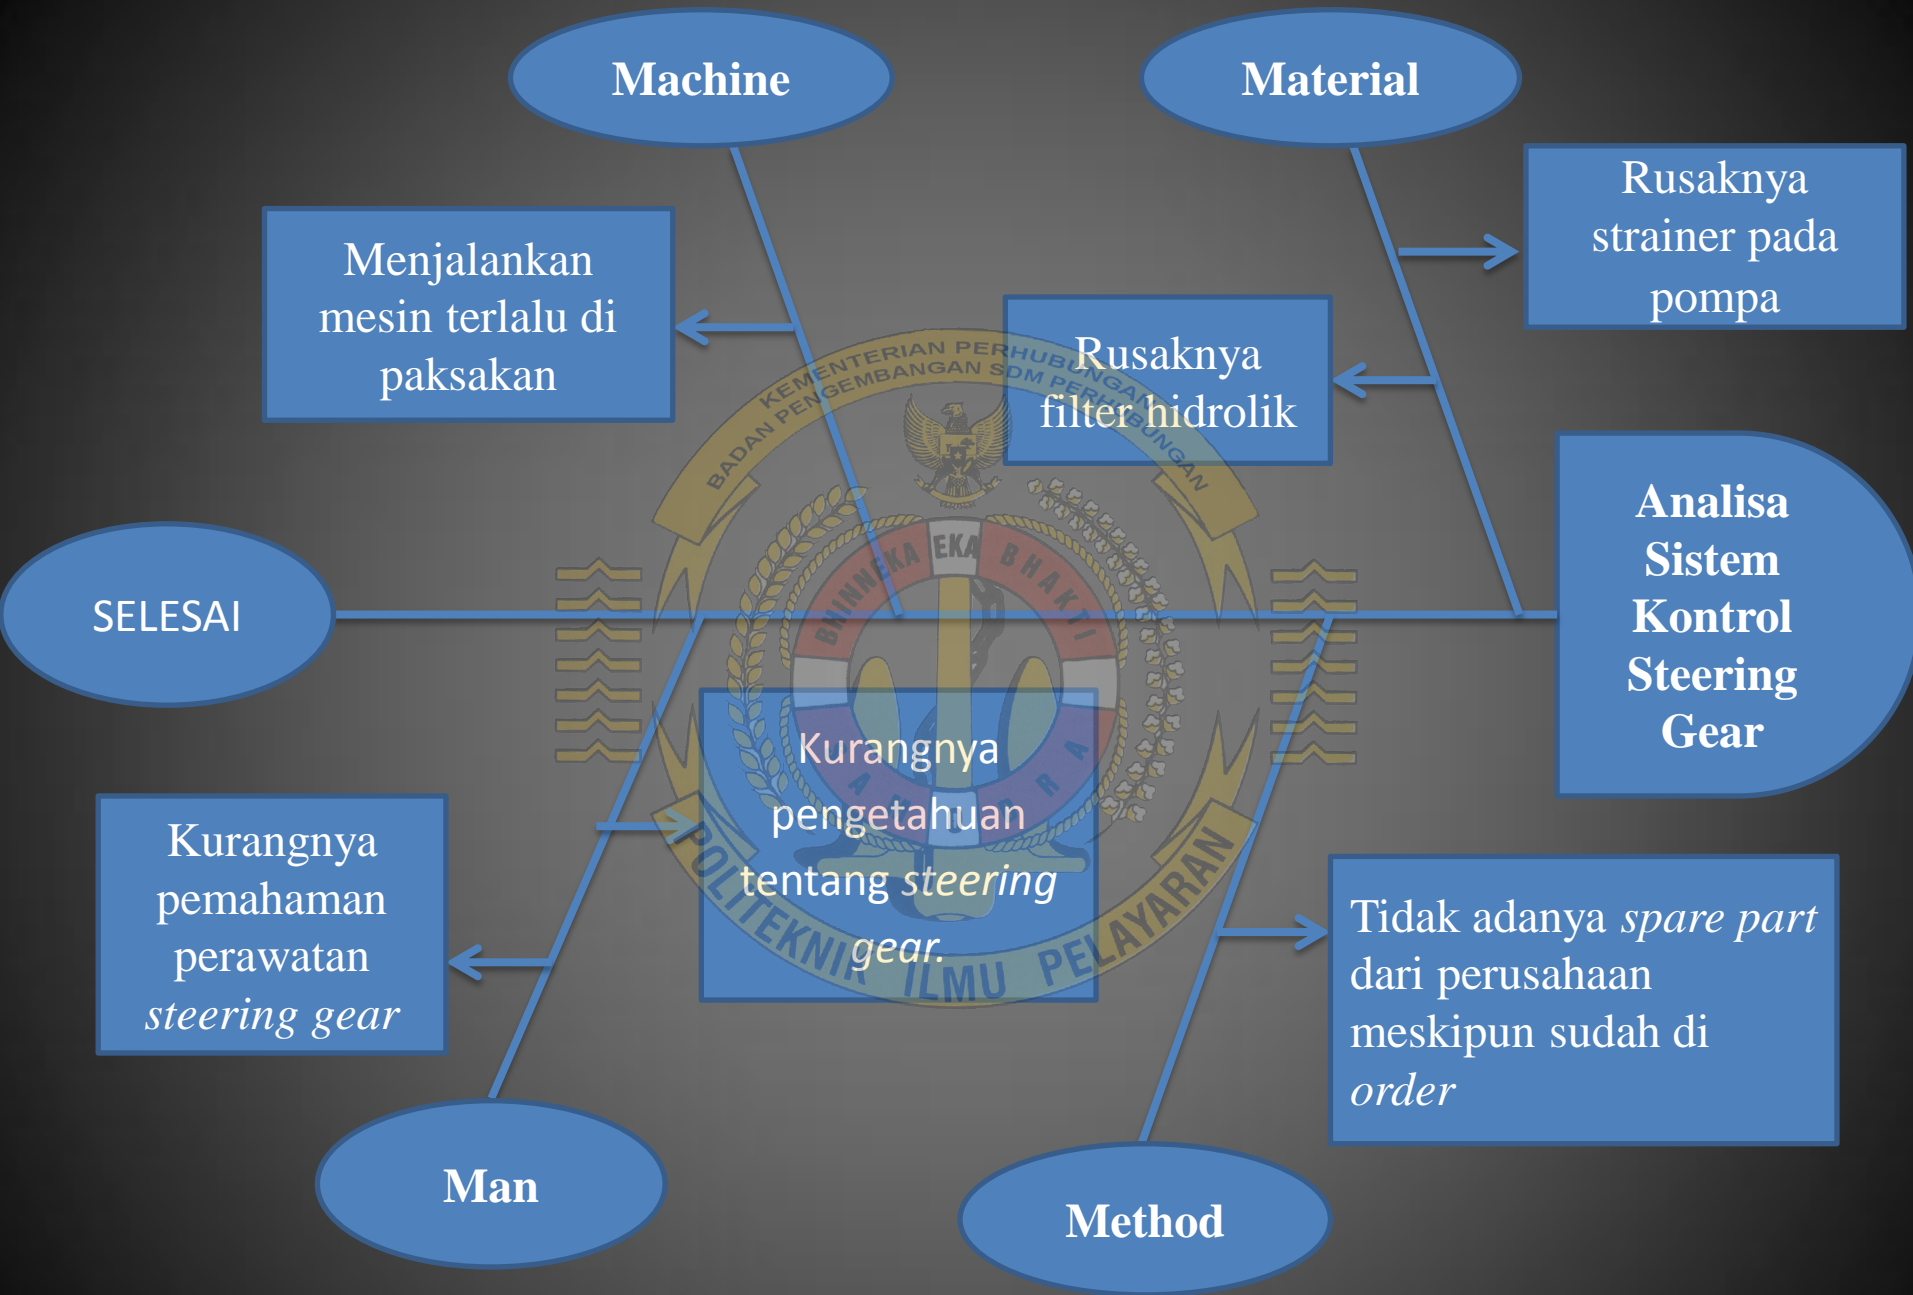 Machine
Material
Rusaknya
strainer pada
pompa
Menjalankan
mesin terlalu di
paksakan
Rusaknya
filter hidrolik
KEMENTERIAN PERHUBUNGAN
BADAN PENGEMBANGAN SDM PERHUBUNGAN
BHINNEKA EKA BHAKTI
SAMUDRA
POLITEKNIK ILMU PELAYARAN
Analisa
Sistem
Kontrol
Steering
Gear
SELESAI
Kurangnya
pengetahuan
tentang steering
gear.
Kurangnya
pemahaman
perawatan
steering gear
Tidak adanya spare part
dari perusahaan
meskipun sudah di
order
Man
Method